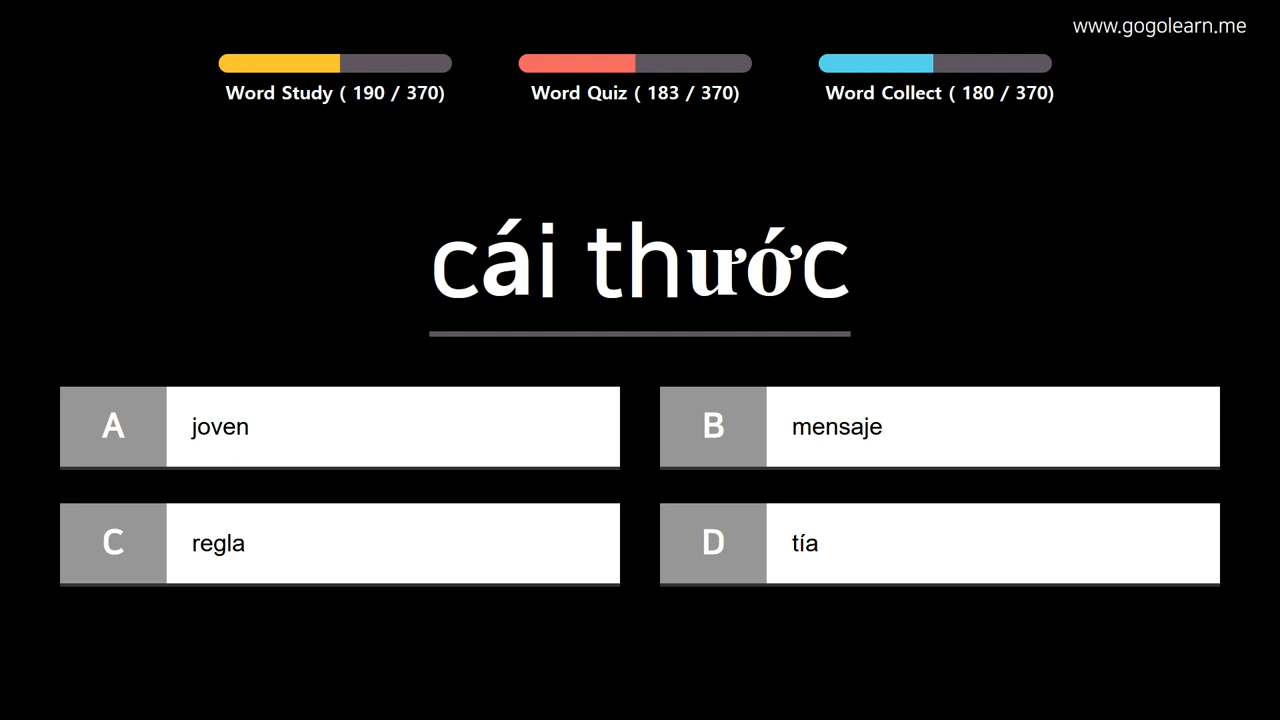 www.gogolearn.me
Word Study ( 190 / 370)
Word Quiz ( 183 / 370)
Word Collect ( 180 / 370)
cái thước
A joven
B mensaje
C regla
D tía